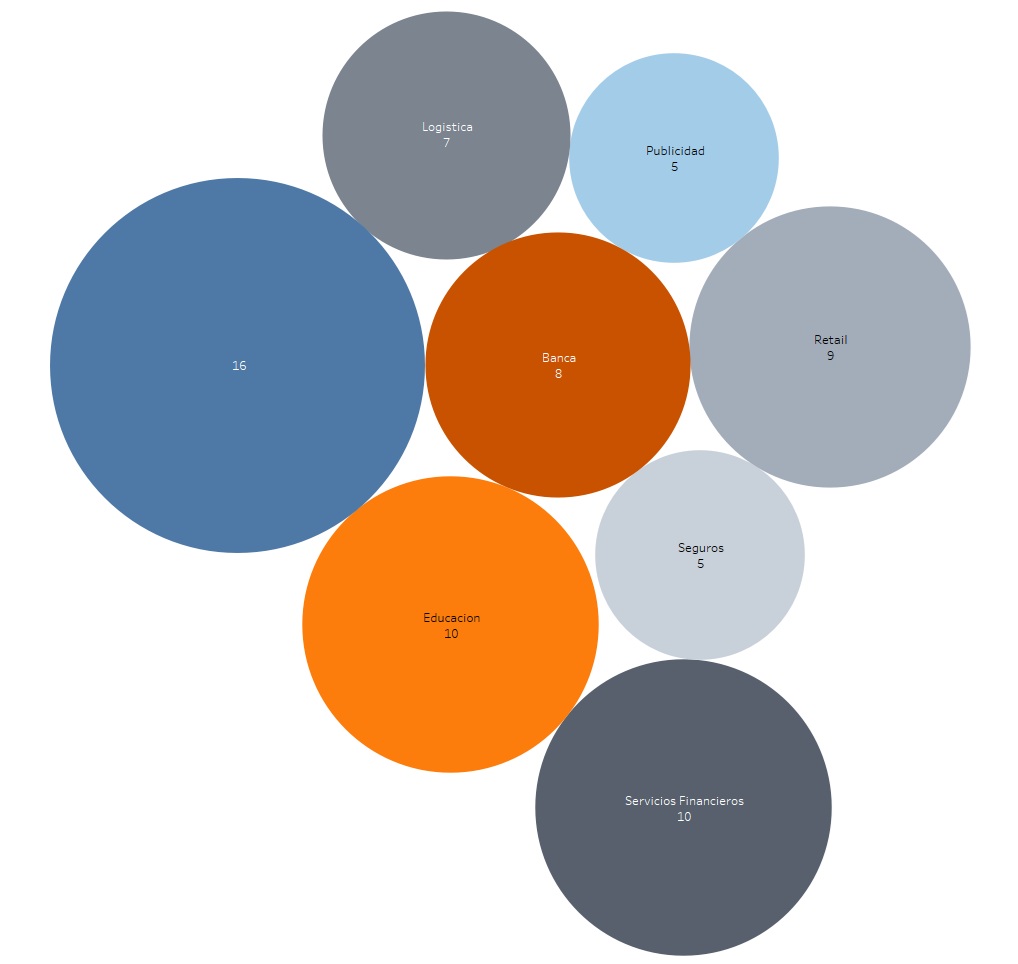 Logistica
7
Publicidad
5
Retail
9
Banca
8
16
Seguros
5
Educacion
10
Servicios Financieros
10